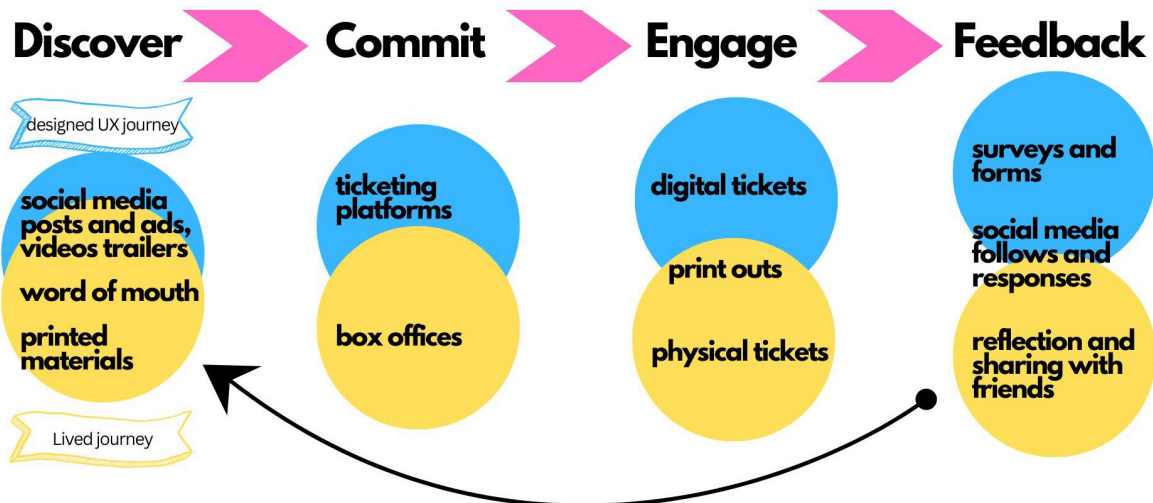 Discover
Commit
Engage
Feedback
designed UX journey
social media
posts and ads,
videos trailers
word of mouth
printed
materials
Lived journey
ticketing
platforms
box offices
digital tickets
print outs
physical tickets
surveys and
forms
social media
follows and
responses
reflection and
sharing with
friends